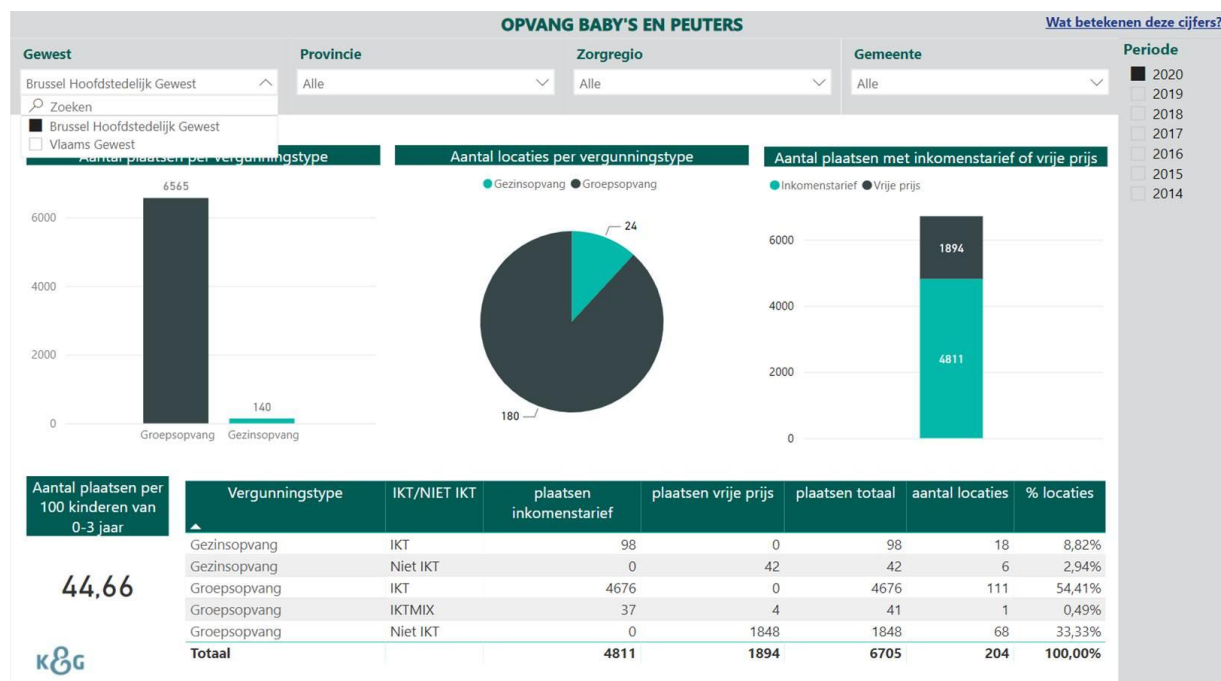 OPVANG BABY'S EN PEUTERS
Wat betekenen deze cijfers?
Gewest Provincie Zorgregio Gemeente Periode
Brussel Hoofdstedelijk Gewest Alle Alle Alle
Zoeken
Brussel Hoofdstedelijk Gewest
Vlaams Gewest
2020
2019
2018
2017
2016
2015
2014
Aantal plaatsen per vergunningstype
6565
6000
4000
2000
0
140
Groepsopvang Gezinsopvang
Aantal locaties per vergunningstype
Gezinsopvang Groepsopvang
24
180
Aantal plaatsen met inkomenstarief of vrije prijs
Inkomenstarief Vrije prijs
6000
4000
2000
0
1894
4811
Aantal plaatsen per
100 kinderen van
0-3 jaar
44,66
K&G
Vergunningstype IKT/NIET IKT plaatsen inkomenstarief plaatsen vrije prijs plaatsen totaal aantal locaties % locaties
Gezinsopvang IKT 98 0 98 18 8,82%
Gezinsopvang Niet IKT 0 42 42 6 2,94%
Groepsopvang IKT 4676 0 4676 111 54,41%
Groepsopvang IKTMIX 37 4 41 1 0,49%
Groepsopvang Niet IKT 0 1848 1848 68 33,33%
Totaal 4811 1894 6705 204 100,00%